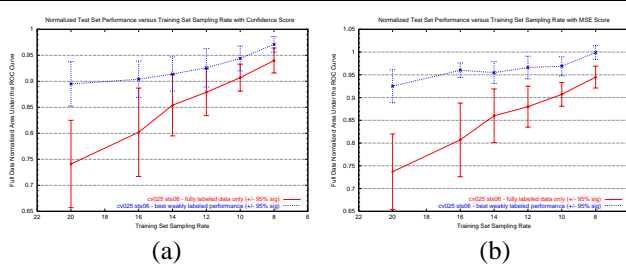 Normalized Test Set Performance versus Training Set Sampling Rate with Confidence Score
Full Data Normalized Area Under the ROC Curve
1
0.95
0.9
0.85
0.8
0.75
0.7
0.65
cv025 sts06 - fully labeled data only (+/- 95% sig)
cv025 sts06 - best weakly labeled performance (+/- 95% sig)
22 20 18 16 14 12 10 8 6
Training Set Sampling Rate
(a)
Normalized Test Set Performance versus Training Set Sampling Rate with MSE Score
Full Data Normalized Area Under the ROC Curve
1.05
1
0.95
0.9
0.85
0.8
0.75
0.7
0.65
cv025 sts06 - fully labeled data only (+/- 95% sig)
cv025 sts06 - best weakly labeled performance (+/- 95% sig)
22 20 18 16 14 12 10 8 6
Training Set Sampling Rate
(b)